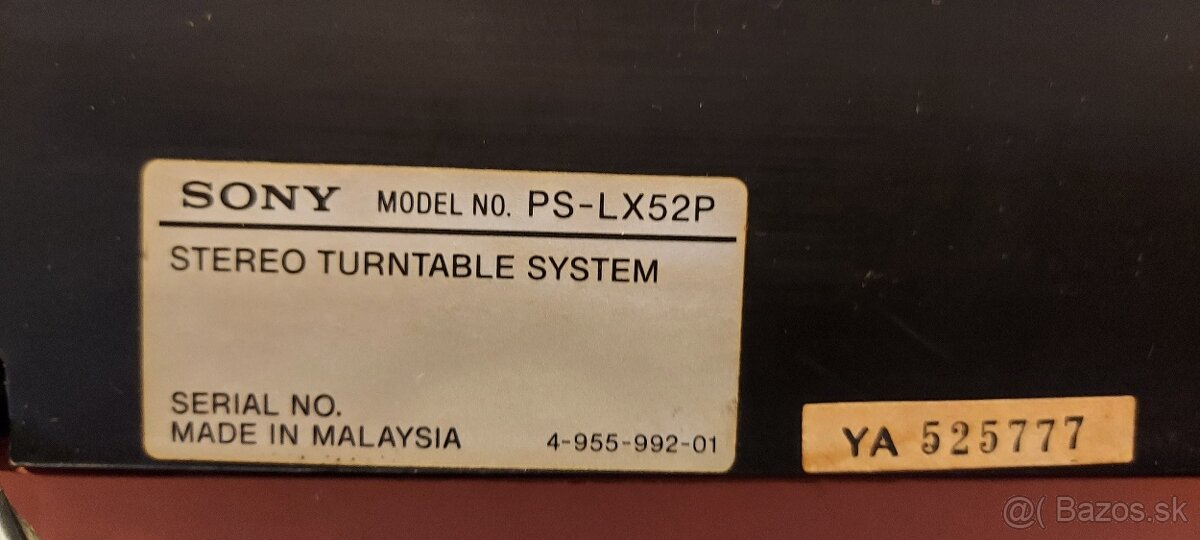 SONY MODEL NO. PS-LX52P
STEREO TURNTABLE SYSTEM
SERIAL NO.
MADE IN MALAYSIA 4-955-992-01
YA 525777
@( Bazos.sk